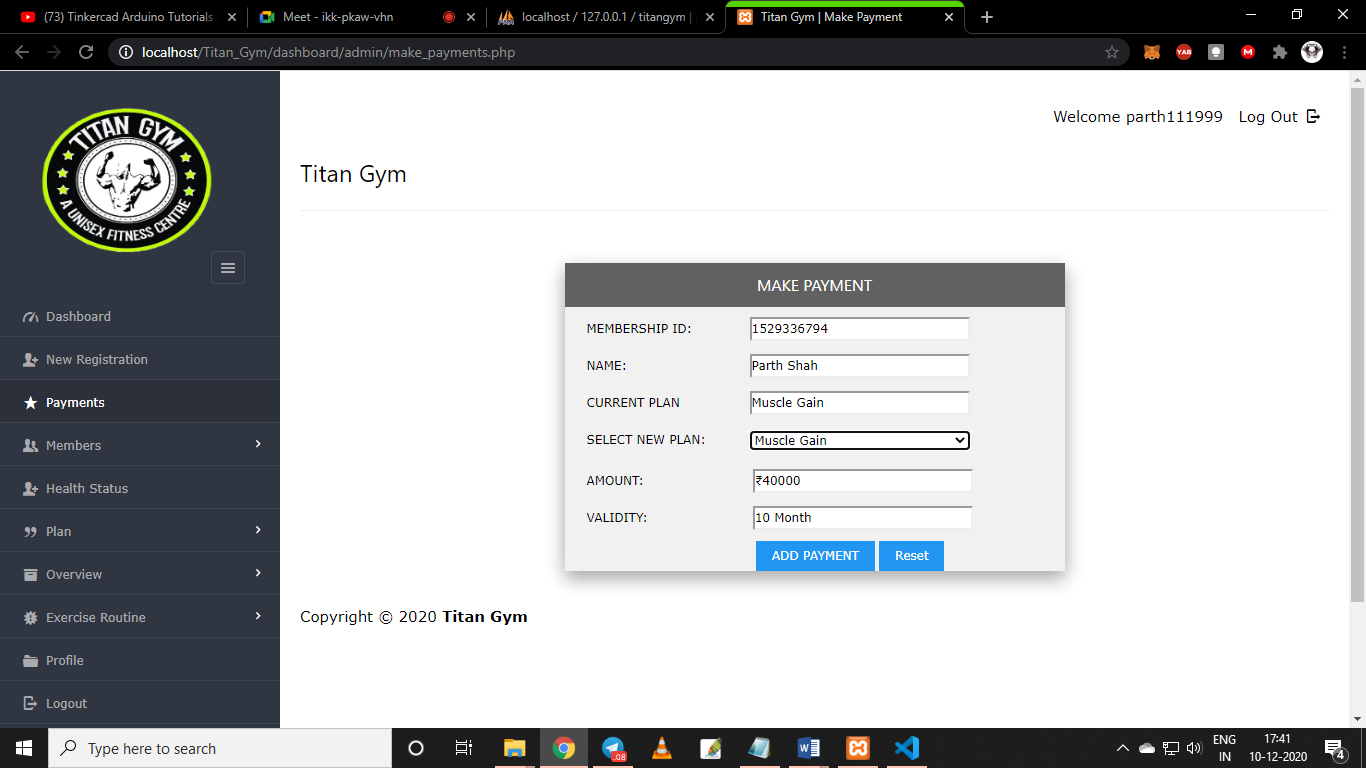 (73) Tinkercad Arduino Tutorials
Meet - ikk-pkaw-vhn
localhost / 127.0.0.1 / titangym |
Titan Gym | Make Payment
localhost/Titan_Gym/dashboard/admin/make_payments.php
YAB
M
TITAN GYM
A UNISEX FITNESS CENTRE
Welcome parth111999 Log Out
Titan Gym
Dashboard
New Registration
Payments
Members
Health Status
Plan
Overview
Exercise Routine
Profile
Logout
MAKE PAYMENT
MEMBERSHIP ID: 1529336794
NAME: Parth Shah
CURRENT PLAN Muscle Gain
SELECT NEW PLAN: Muscle Gain
AMOUNT: ₹40000
VALIDITY: 10 Month
ADD PAYMENT Reset
Copyright © 2020 Titan Gym
Type here to search
.08
W
ENG
IN
17:41
10-12-2020
4